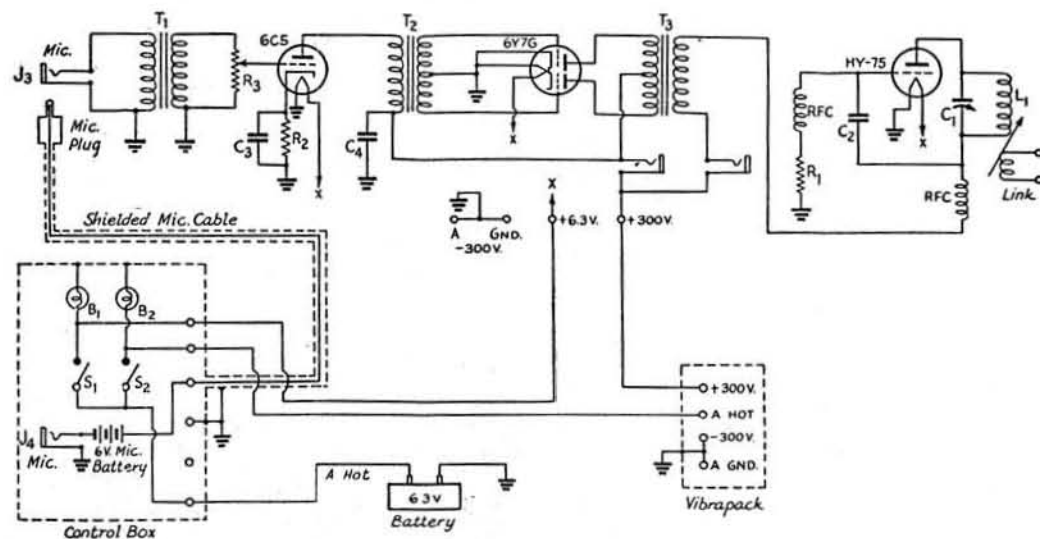 Mic.
J3
T1
R3
6C5
C3
R2
X
T2
C4
6Y7G
X
T3
HY-75
RFC
R1
C2
X
C1
L1
RFC
Link
Mic.
Plug
Shielded Mic. Cable
A GND.
-300V.
X
+6.3V.
+300V.
B1
B2
S1
S2
J4
Mic.
6V. Mic.
Battery
Control Box
A Hot
6 3 V
Battery
+300V.
A HOT
-300V.
A GND.
Vibrapack